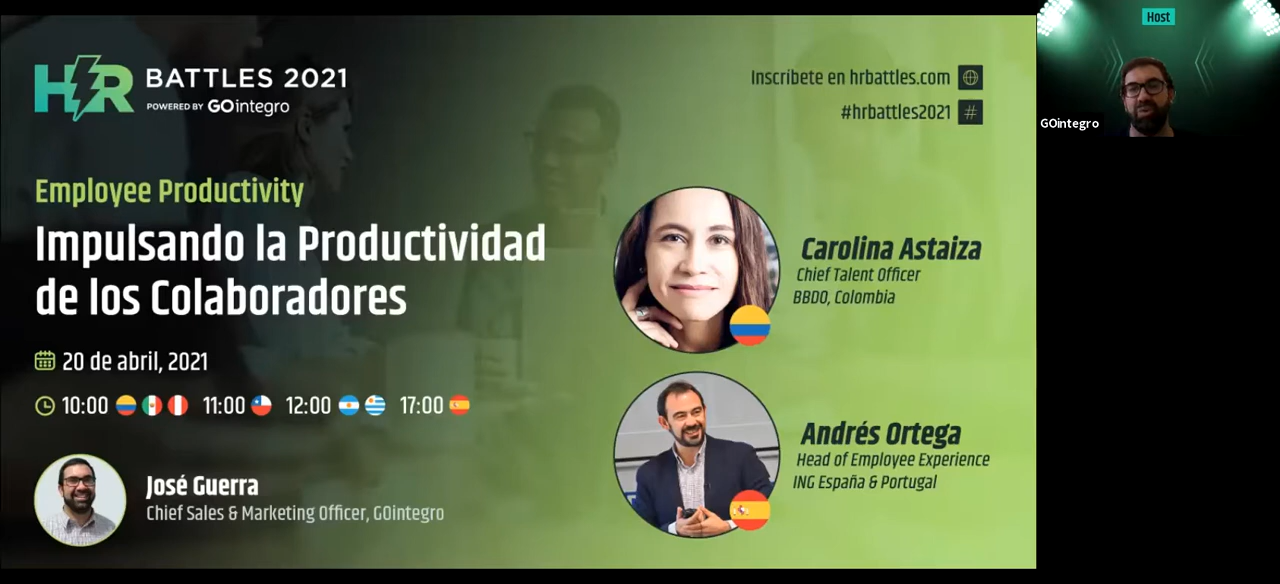 HR BATTLES 2021
POWERED BY GOintegro
Inscríbete en hrbattles.com
#hrbattles2021
#
Employee Productivity
Impulsando la Productividad
de los Colaboradores
20 de abril, 2021
10:00 11:00 12:00 17:00
José Guerra
Chief Sales & Marketing Officer, GOintegro
Carolina Astaiza
Chief Talent Officer
BBDO, Colombia
Andrés Ortega
Head of Employee Experience
ING España & Portugal
Host
GOintegro